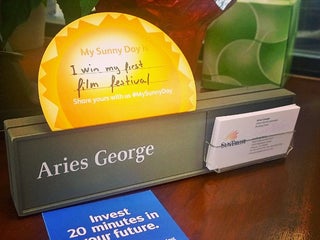 My Sunny Day is
I win my first
film festival
Share yours with us #MySunnyDay
Aries George
SUNTRUST
Invest
20 minutes in
your future.